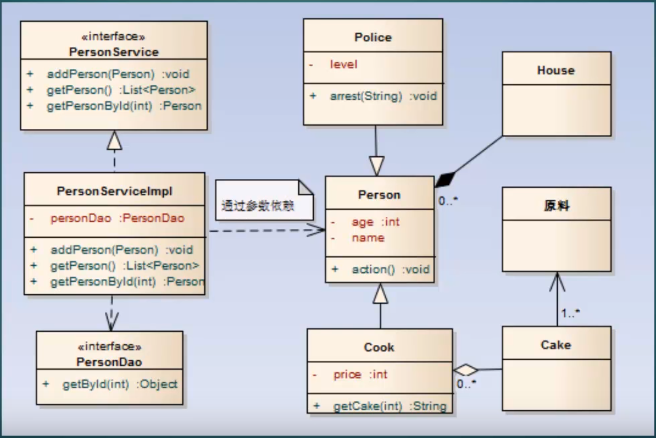 «interface»
PersonService
+ addPerson(Person) :void
+ getPerson() :List<Person>
+ getPersonById(int) :Person
Police
- level
+ arrest(String) :void
House
PersonServiceImpl
- personDao :PersonDao
+ addPerson(Person) :void
+ getPerson() :List<Person>
+ getPersonById(int) :Person
通过参数依赖
Person
- age :int
- name
+ action() :void
0..*
原料
1..*
«interface»
PersonDao
+ getById(int) :Object
Cook
- price :int
+ getCake(int) :String
0..*
Cake